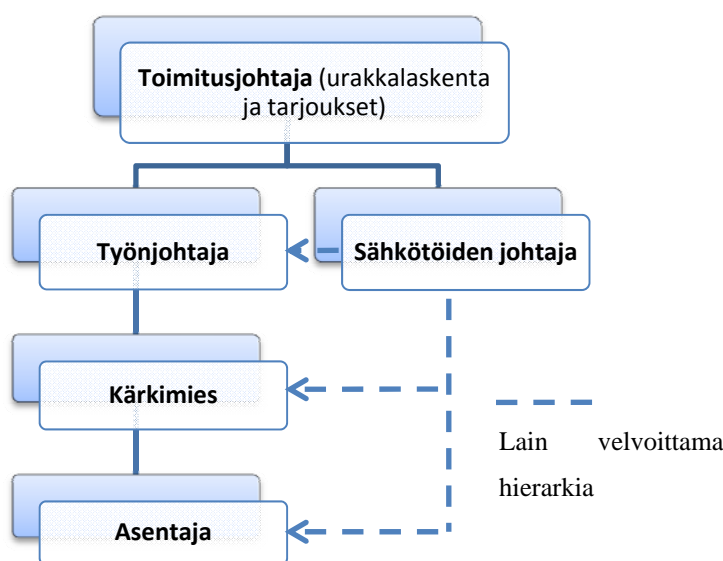 Toimitusjohtaja (urakkalaskenta
ja tarjoukset)
Työnjohtaja
Sähkötöiden johtaja
Kärkimies
Lain velvoittama
hierarkia
Asentaja